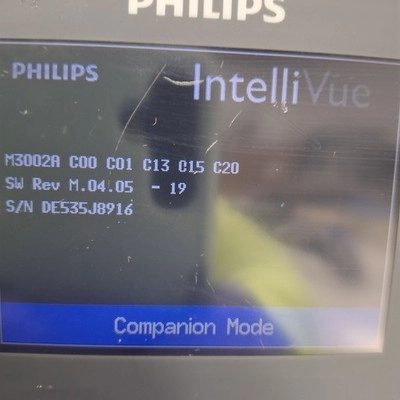 PHILIPS
PHILIPS IntelliVue
M3002A C00 C01 C13 C15 C20
SW Rev M.04.05 - 19
S/N DE535J8916
Companion Mode